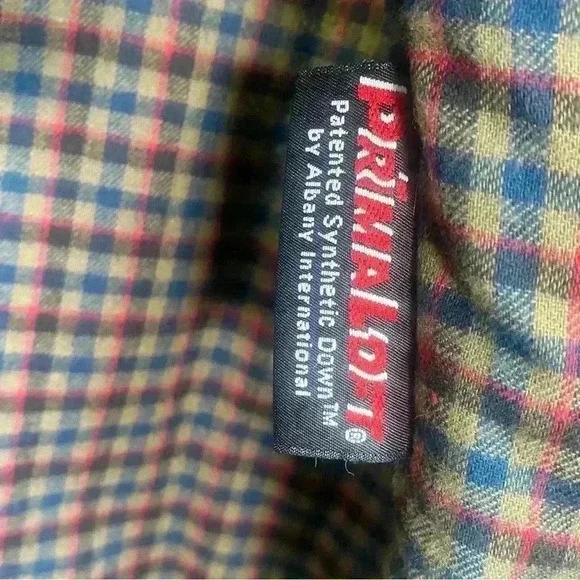 PRIMALOFT®
Patented Synthetic Down™
by Albany International